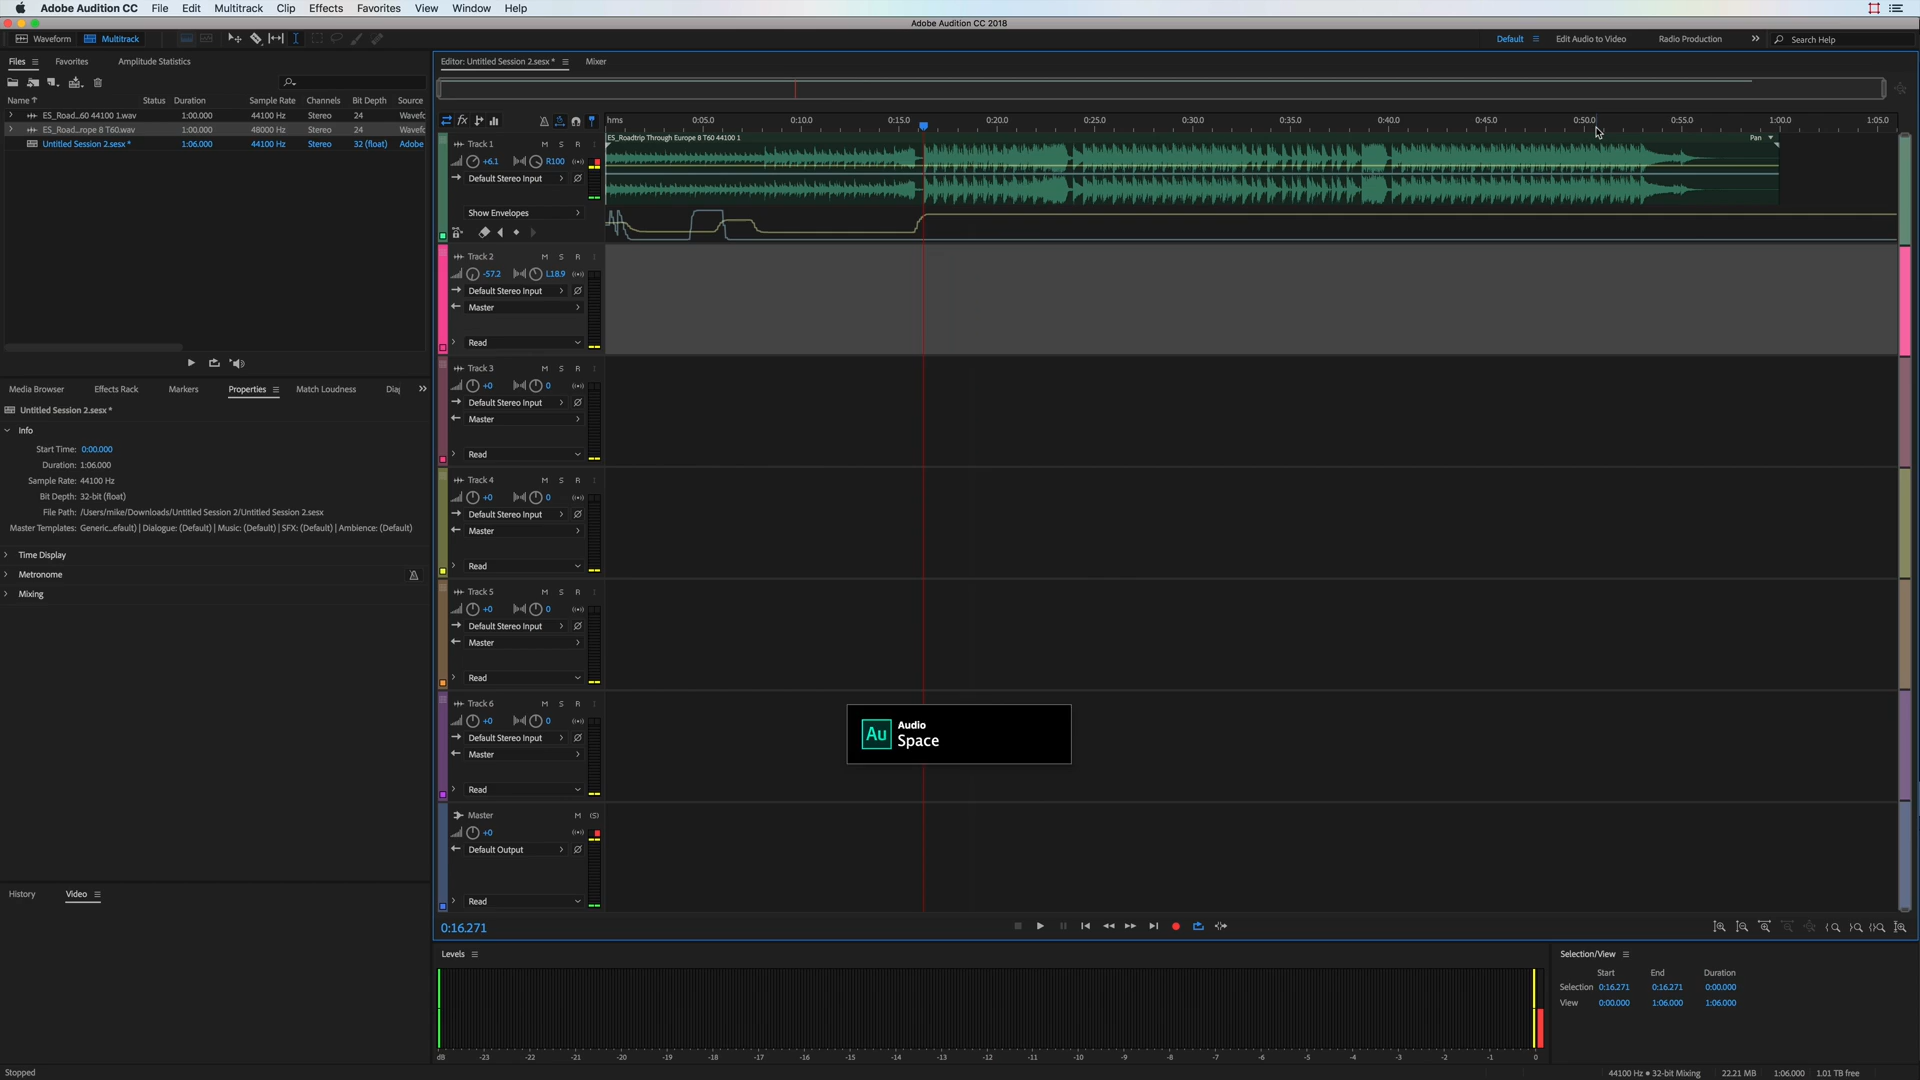 Adobe Audition CC File Edit Multitrack Clip Effects Favorites View Window Help
Adobe Audition CC 2018
Waveform Multitrack Default Edit Audio to Video Radio Production Search Help
Files Favorites Amplitude Statistics
Name Status Duration Sample Rate Channels Bit Depth Source
ES_Road...60 44100 1.wav 1:00.000 44100 Hz Stereo 24 Wavefo
ES_Road...rope 8 T60.wav 1:00.000 48000 Hz Stereo 24 Wavefo
Untitled Session 2.sesx * 1:06.000 44100 Hz Stereo 32 (float) Adobe
Media Browser Effects Rack Markers Properties Match Loudness Diag
Untitled Session 2.sesx *
Info
Start Time: 0:00.000
Duration: 1:06.000
Sample Rate: 44100 Hz
Bit Depth: 32-bit (float)
File Path: /Users/mike/Downloads/Untitled Session 2/Untitled Session 2.sesx
Master Templates: Generic...efault) | Dialogue: (Default) | Music: (Default) | SFX: (Default) | Ambience: (Default)
Time Display
Metronome
Mixing
History Video
Editor: Untitled Session 2.sesx * Mixer
fx hms 0:05.0 0:10.0 0:15.0 0:20.0 0:25.0 0:30.0 0:35.0 0:40.0 0:45.0 0:50.0 0:55.0 1:00.0 1:05.0
ES_Roadtrip Through Europe 8 T60 44100 1 Pan
Track 1 M S R I
+6.1 R100
Default Stereo Input
Show Envelopes
Track 2 M S R I
-57.2 L18.9
Default Stereo Input
Master
Read
Track 3 M S R I
+0 0
Default Stereo Input
Master
Read
Track 4 M S R I
+0 0
Default Stereo Input
Master
Read
Track 5 M S R I
+0 0
Default Stereo Input
Master
Read
Track 6 M S R I
+0 0
Default Stereo Input
Master
Read
Au Audio
Space
Master M (S)
+0
Default Output
Read
0:16.271
Levels
dB -23 -22 -21 -20 -19 -18 -17 -16 -15 -14 -13 -12 -11 -10 -9 -8 -7 -6 -5 -4 -3 -2 -1 0
Selection/View
Start End Duration
Selection 0:16.271 0:16.271 0:00.000
View 0:00.000 1:06.000 1:06.000
Stopped 44100 Hz ● 32-bit Mixing 22.21 MB 1:06.000 1.01 TB free